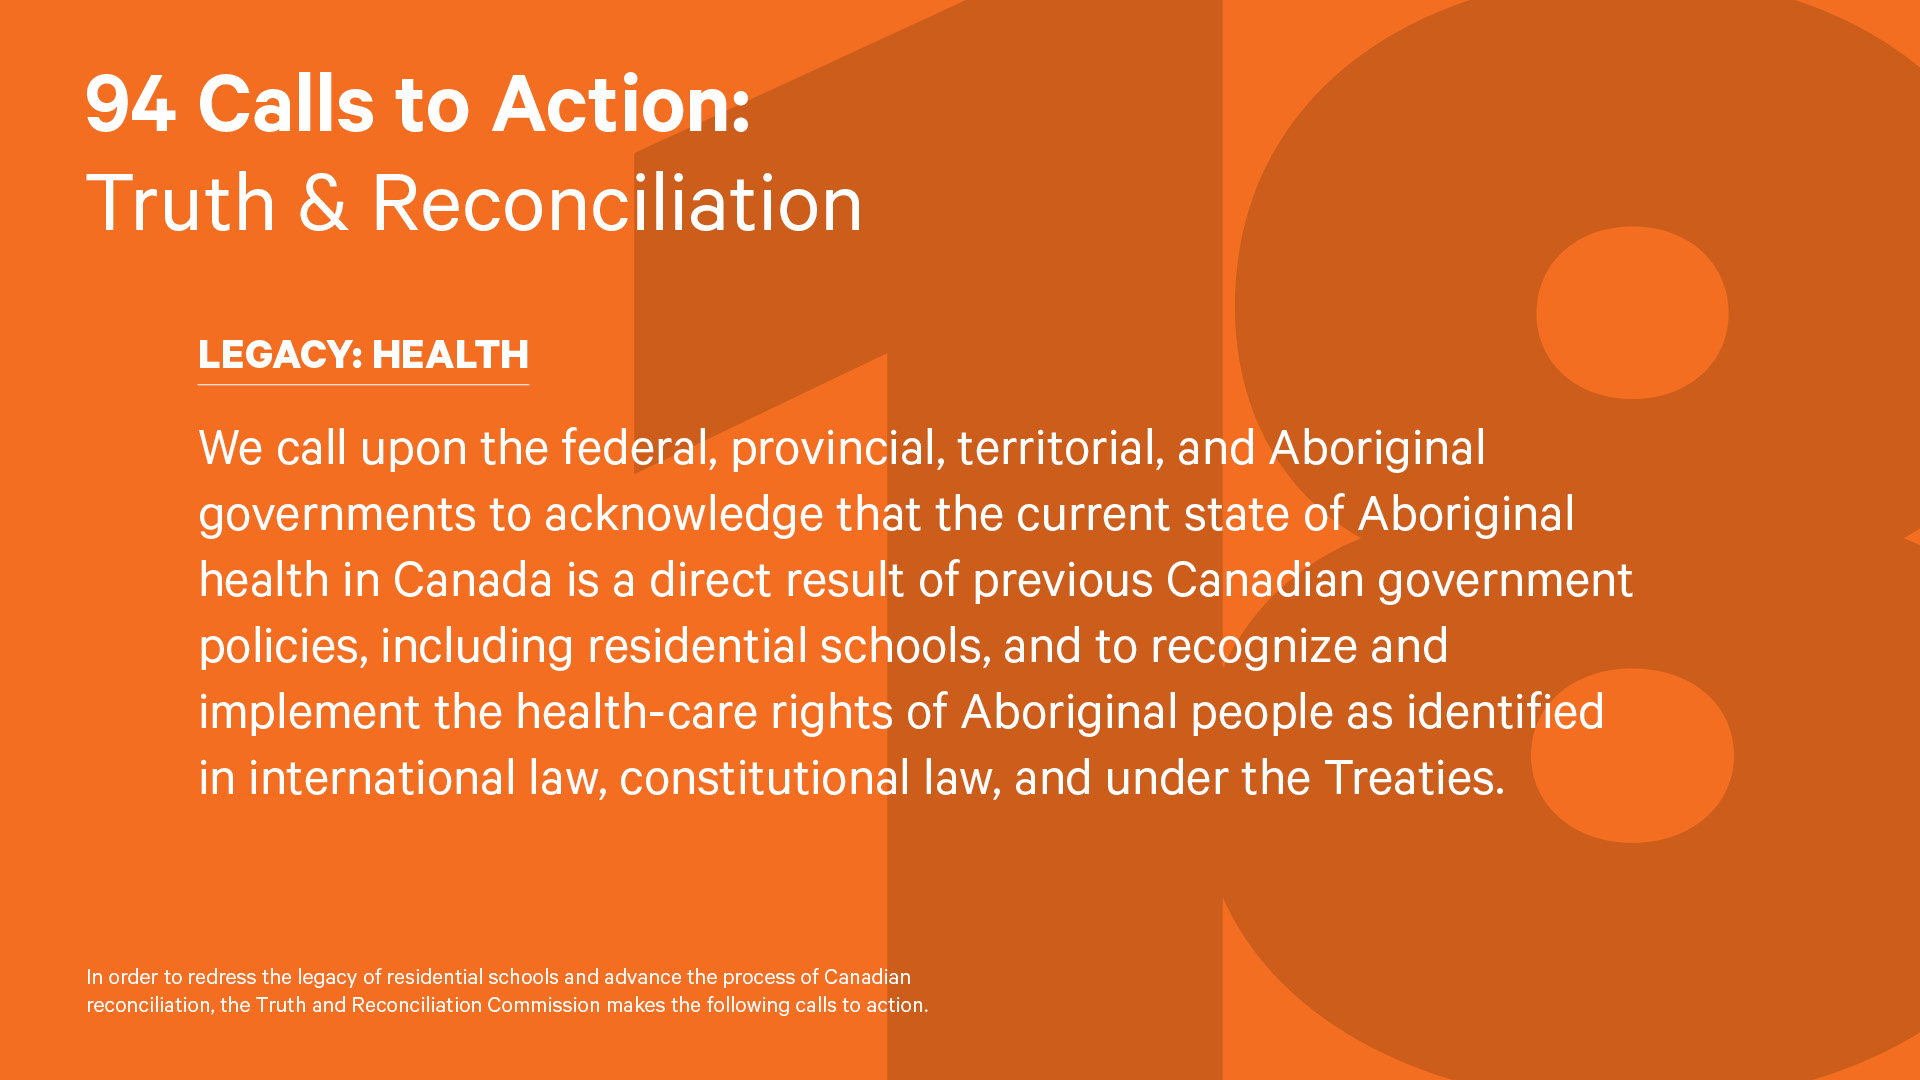 94 Calls to Action:
Truth & Reconciliation
18
LEGACY: HEALTH
We call upon the federal, provincial, territorial, and Aboriginal
governments to acknowledge that the current state of Aboriginal
health in Canada is a direct result of previous Canadian government
policies, including residential schools, and to recognize and
implement the health-care rights of Aboriginal people as identified
in international law, constitutional law, and under the Treaties.
In order to redress the legacy of residential schools and advance the process of Canadian
reconciliation, the Truth and Reconciliation Commission makes the following calls to action.